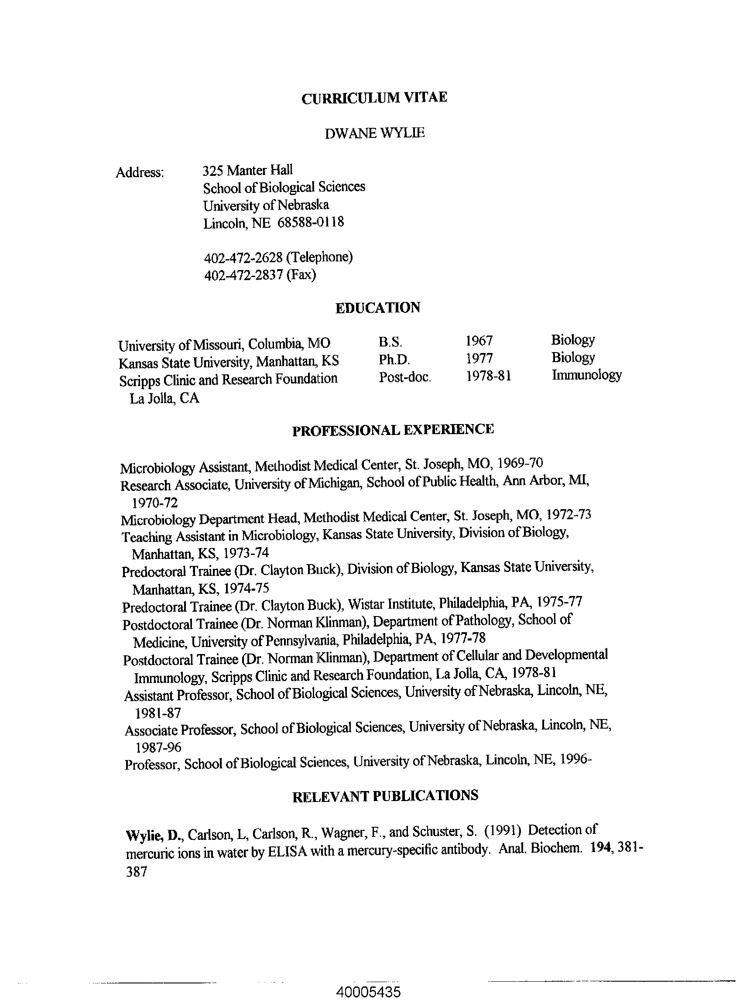 CURRICULUM VITAE
DWANE WYLIE
Address: 325 Manter Hall
School of Biological Sciences
University of Nebraska
Lincoln, NE 68588-0118
402-472-2628 (Telephone)
402-472-2837 (Fax)
EDUCATION
University of Missouri, Columbia, MO B.S. 1967 Biology
Kansas State University, Manhattan, KS Ph.D. 1977 Biology
Scripps Clinic and Research Foundation Post-doc. 1978-81 Immunology
La Jolla, CA
PROFESSIONAL EXPERIENCE
Microbiology Assistant, Methodist Medical Center, St. Joseph, MO, 1969-70
Research Associate, University of Michigan, School of Public Health, Ann Arbor, MI,
1970-72
Microbiology Department Head, Methodist Medical Center, St. Joseph, MO, 1972-73
Teaching Assistant in Microbiology, Kansas State University, Division of Biology,
Manhattan, KS, 1973-74
Predoctoral Trainee (Dr. Clayton Buck), Division of Biology, Kansas State University,
Manhattan, KS, 1974-75
Predoctoral Trainee (Dr. Clayton Buck), Wistar Institute, Philadelphia, PA, 1975-77
Postdoctoral Trainee (Dr. Norman Klinman), Department of Pathology, School of
Medicine, University of Pennsylvania, Philadelphia, PA, 1977-78
Postdoctoral Trainee (Dr. Norman Klinman), Department of Cellular and Developmental
Immunology, Scripps Clinic and Research Foundation, La Jolla, CA, 1978-81
Assistant Professor, School of Biological Sciences, University of Nebraska, Lincoln, NE,
1981-87
Associate Professor, School of Biological Sciences, University of Nebraska, Lincoln, NE,
1987-96
Professor, School of Biological Sciences, University of Nebraska, Lincoln, NE, 1996-
RELEVANT PUBLICATIONS
Wylie, D., Carlson, L, Carlson, R., Wagner, F., and Schuster, S. (1991) Detection of
mercuric ions in water by ELISA with a mercury-specific antibody. Anal. Biochem. 194, 381-
387
40005435